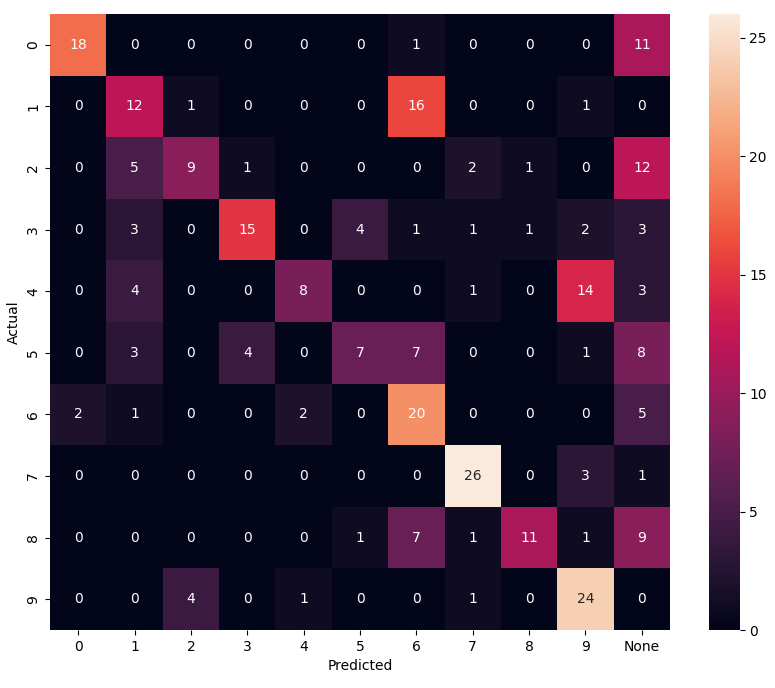 0 18 0 0 0 0 0 1 0 0 0 11
1 0 12 1 0 0 0 16 0 0 1 0
2 0 5 9 1 0 0 0 2 1 0 12
3 0 3 0 15 0 4 1 1 1 2 3
4 0 4 0 0 8 0 0 1 0 14 3
5 0 3 0 4 0 7 7 0 0 1 8
6 2 1 0 0 2 0 20 0 0 0 5
7 0 0 0 0 0 0 0 26 0 3 1
8 0 0 0 0 0 1 7 1 11 1 9
9 0 0 4 0 1 0 0 1 0 24 0
0 1 2 3 4 5 6 7 8 9 None
Predicted
Actual
25
20
15
10
5
0